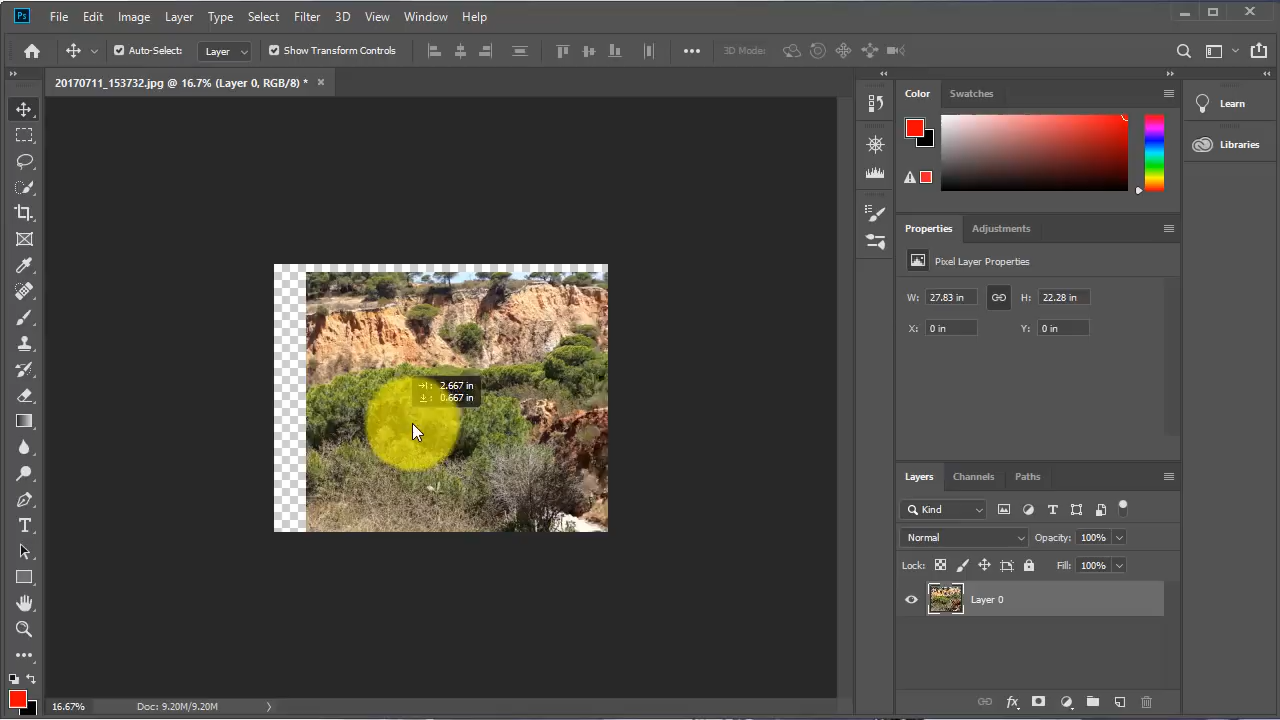 Ps File Edit Image Layer Type Select Filter 3D View Window Help
Auto-Select: Layer Show Transform Controls 3D Mode:
20170711_153732.jpg @ 16.7% (Layer 0, RGB/8) *
Color Swatches
Learn
Libraries
Properties Adjustments
Pixel Layer Properties
W: 27.83 in H: 22.28 in
X: 0 in Y: 0 in
2.667 in
0.667 in
Layers Channels Paths
Kind
Normal Opacity: 100%
Lock: Fill: 100%
Layer 0
16.67% Doc: 9.20M/9.20M